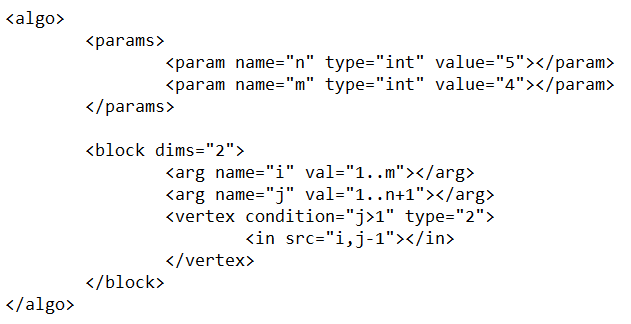 <algo>
<params>
<param name="n" type="int" value="5"></param>
<param name="m" type="int" value="4"></param>
</params>
<block dims="2">
<arg name="i" val="1..m"></arg>
<arg name="j" val="1..n+1"></arg>
<vertex condition="j>1" type="2">
<in src="i,j-1"></in>
</vertex>
</block>
</algo>